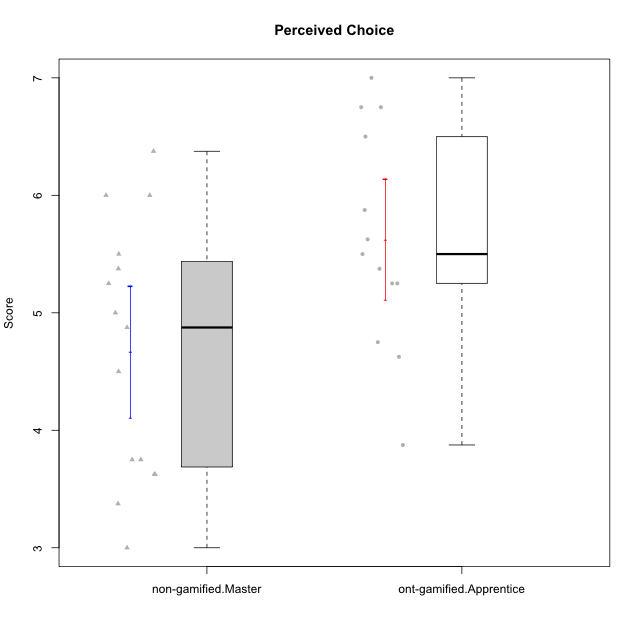 Perceived Choice
7
6
5
4
3
Score
non-gamified.Master
ont-gamified.Apprentice